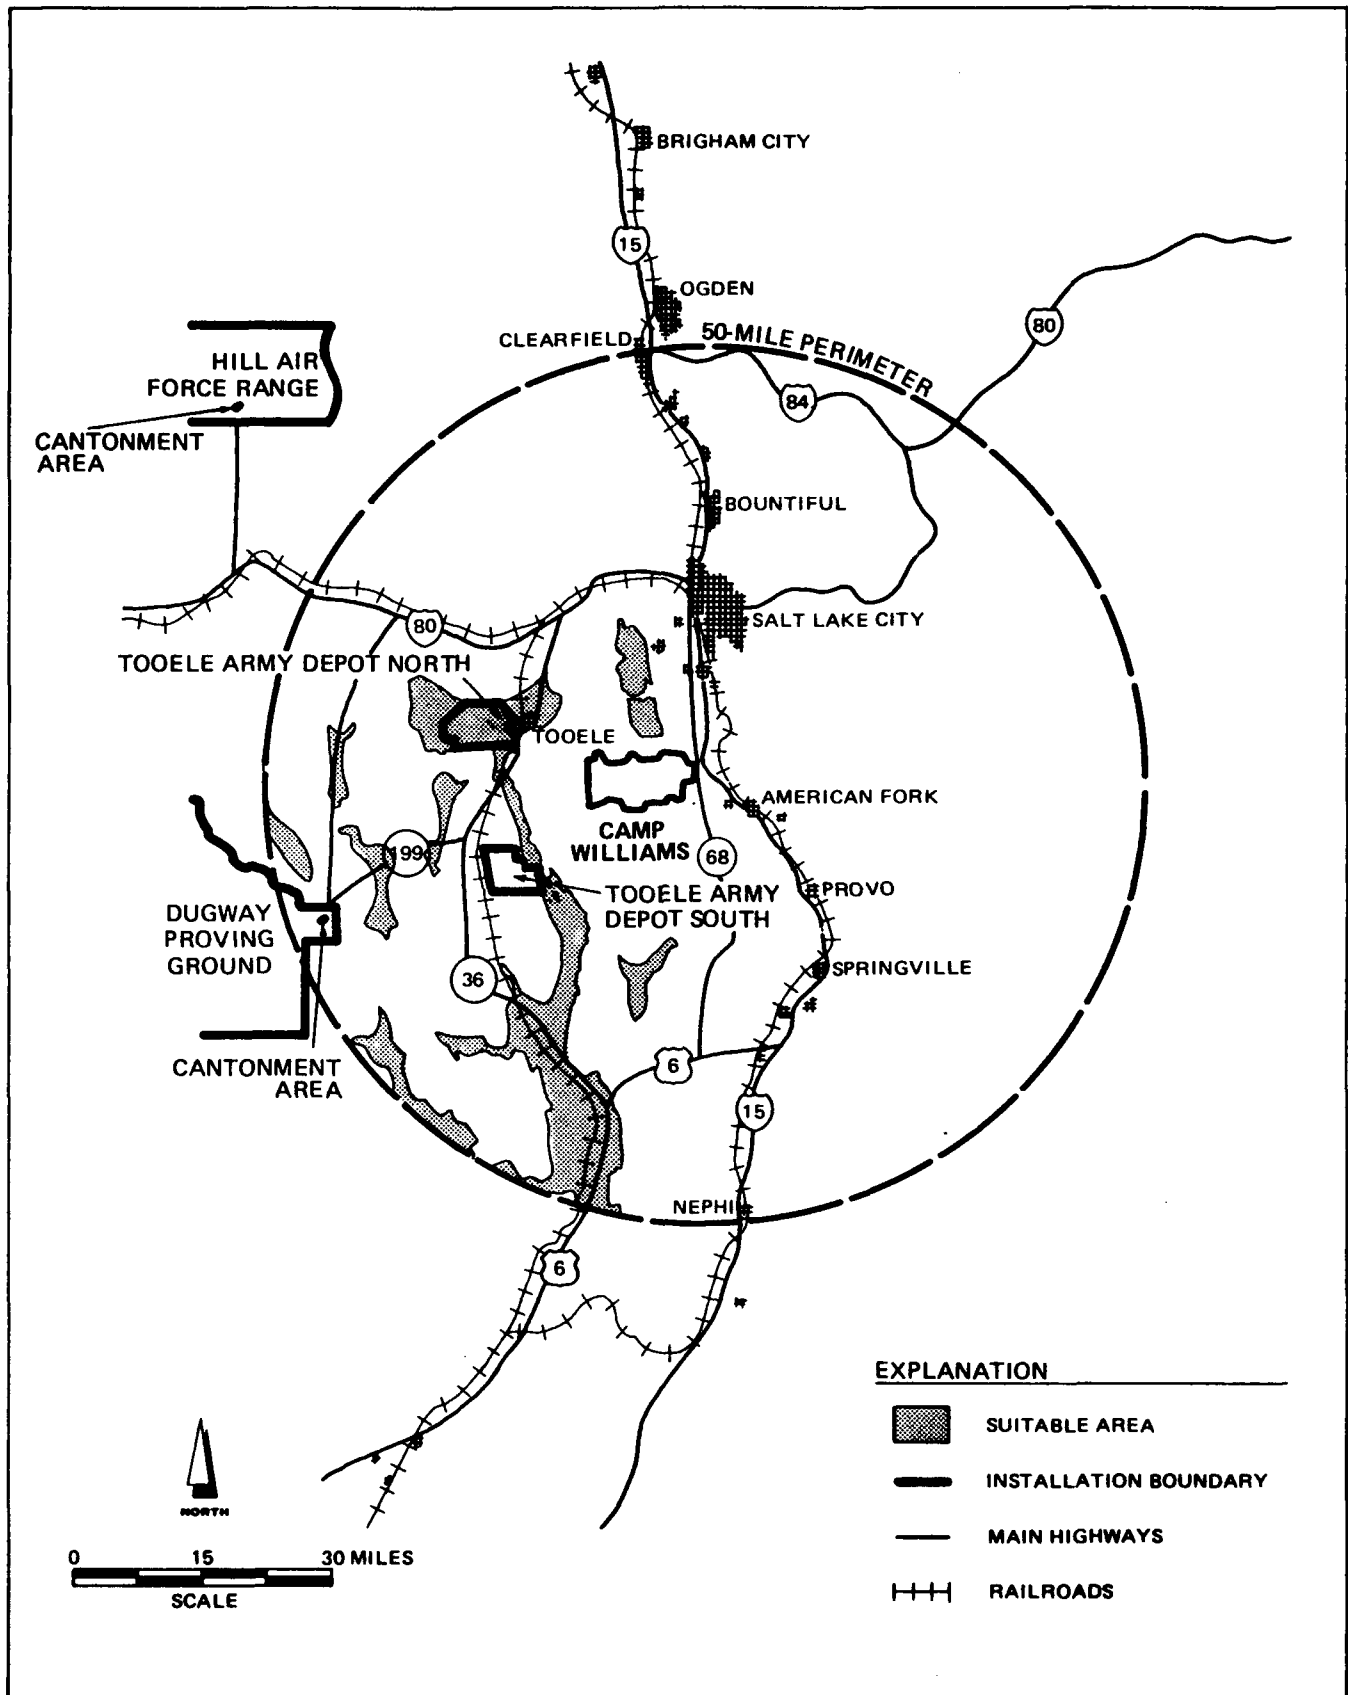 BRIGHAM CITY
15
OGDEN
CLEARFIELD
50-MILE PERIMETER
80
HILL AIR
FORCE RANGE
84
CANTONMENT
AREA
BOUNTIFUL
SALT LAKE CITY
80
TOOELE ARMY DEPOT NORTH
TOOELE
AMERICAN FORK
CAMP
WILLIAMS
199
68
PROVO
TOOELE ARMY
DEPOT SOUTH
DUGWAY
PROVING
GROUND
SPRINGVILLE
36
CANTONMENT
AREA
6
15
NEPHI
6
EXPLANATION
SUITABLE AREA
INSTALLATION BOUNDARY
MAIN HIGHWAYS
RAILROADS
NORTH
0 15 30 MILES
SCALE